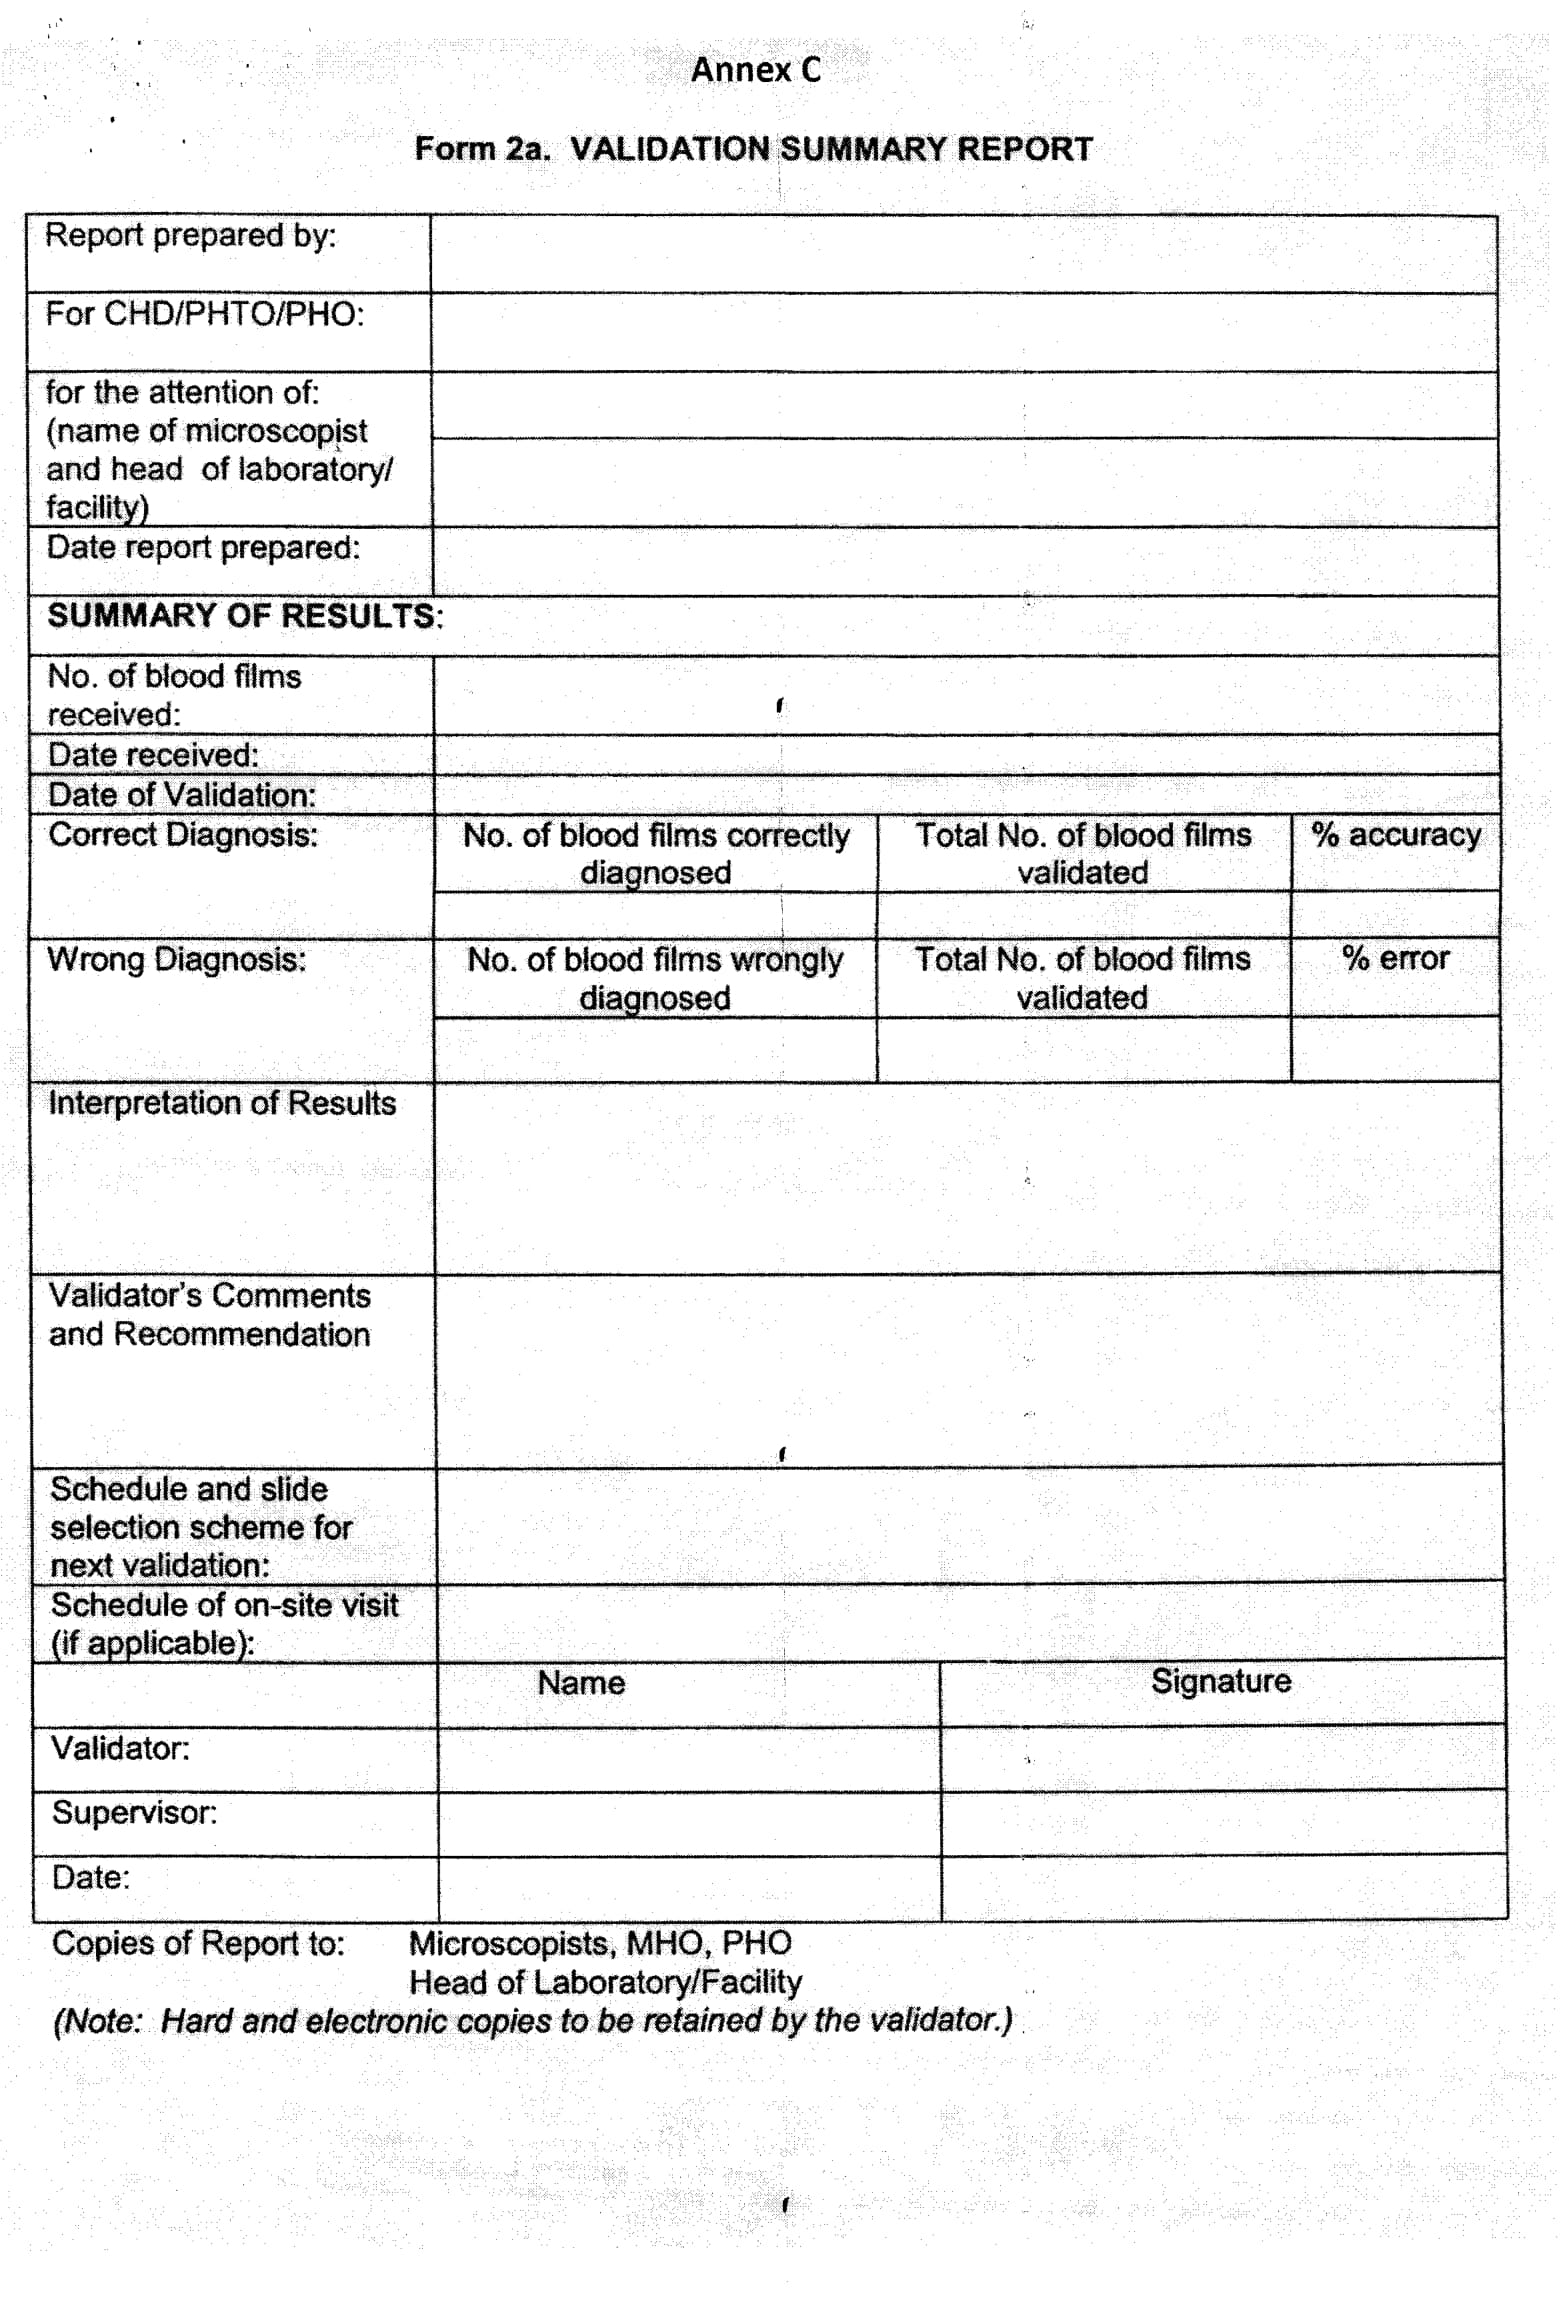 Annex C
Form 2a. VALIDATION SUMMARY REPORT
Report prepared by:
For CHD/PHTO/PHO:
for the attention of:
(name of microscopist
and head of laboratory/
facility)
Date report prepared:
SUMMARY OF RESULTS:
No. of blood films
received:
Date received:
Date of Validation:
Correct Diagnosis:
No. of blood films correctly
diagnosed
Total No. of blood films
validated
% accuracy
Wrong Diagnosis:
No. of blood films wrongly
diagnosed
Total No. of blood films
validated
% error
Interpretation of Results
Validator's Comments
and Recommendation
Schedule and slide
selection scheme for
next validation:
Schedule of on-site visit
(if applicable):
Name
Signature
Validator:
Supervisor:
Date:
Copies of Report to: Microscopists, MHO, PHO
Head of Laboratory/Facility
(Note: Hard and electronic copies to be retained by the validator.)